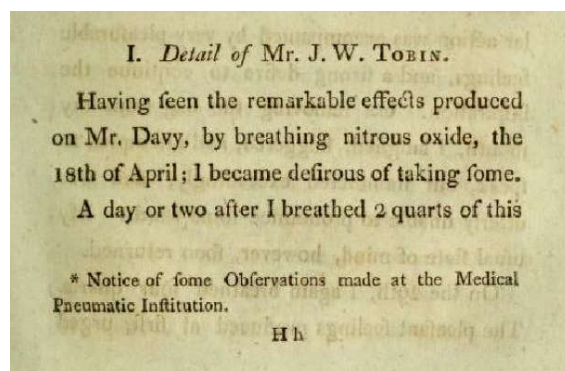 I. Detail of Mr. J. W. TOBIN.
Having ſeen the remarkable effects produced
on Mr. Davy, by breathing nitrous oxide, the
18th of April; I became deſirous of taking ſome.
A day or two after I breathed 2 quarts of this
* Notice of ſome Obſervations made at the Medical
Pneumatic Inſtitution.
H h